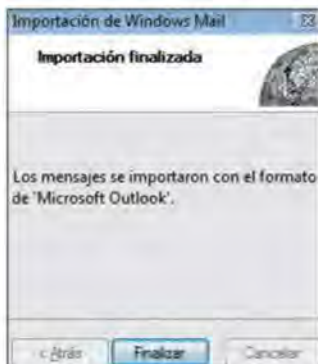 Importación de Windows Mail
Importación finalizada
Los mensajes se importaron con el formato
de 'Microsoft Outlook'.
< Atrás Finalizar Cancelar